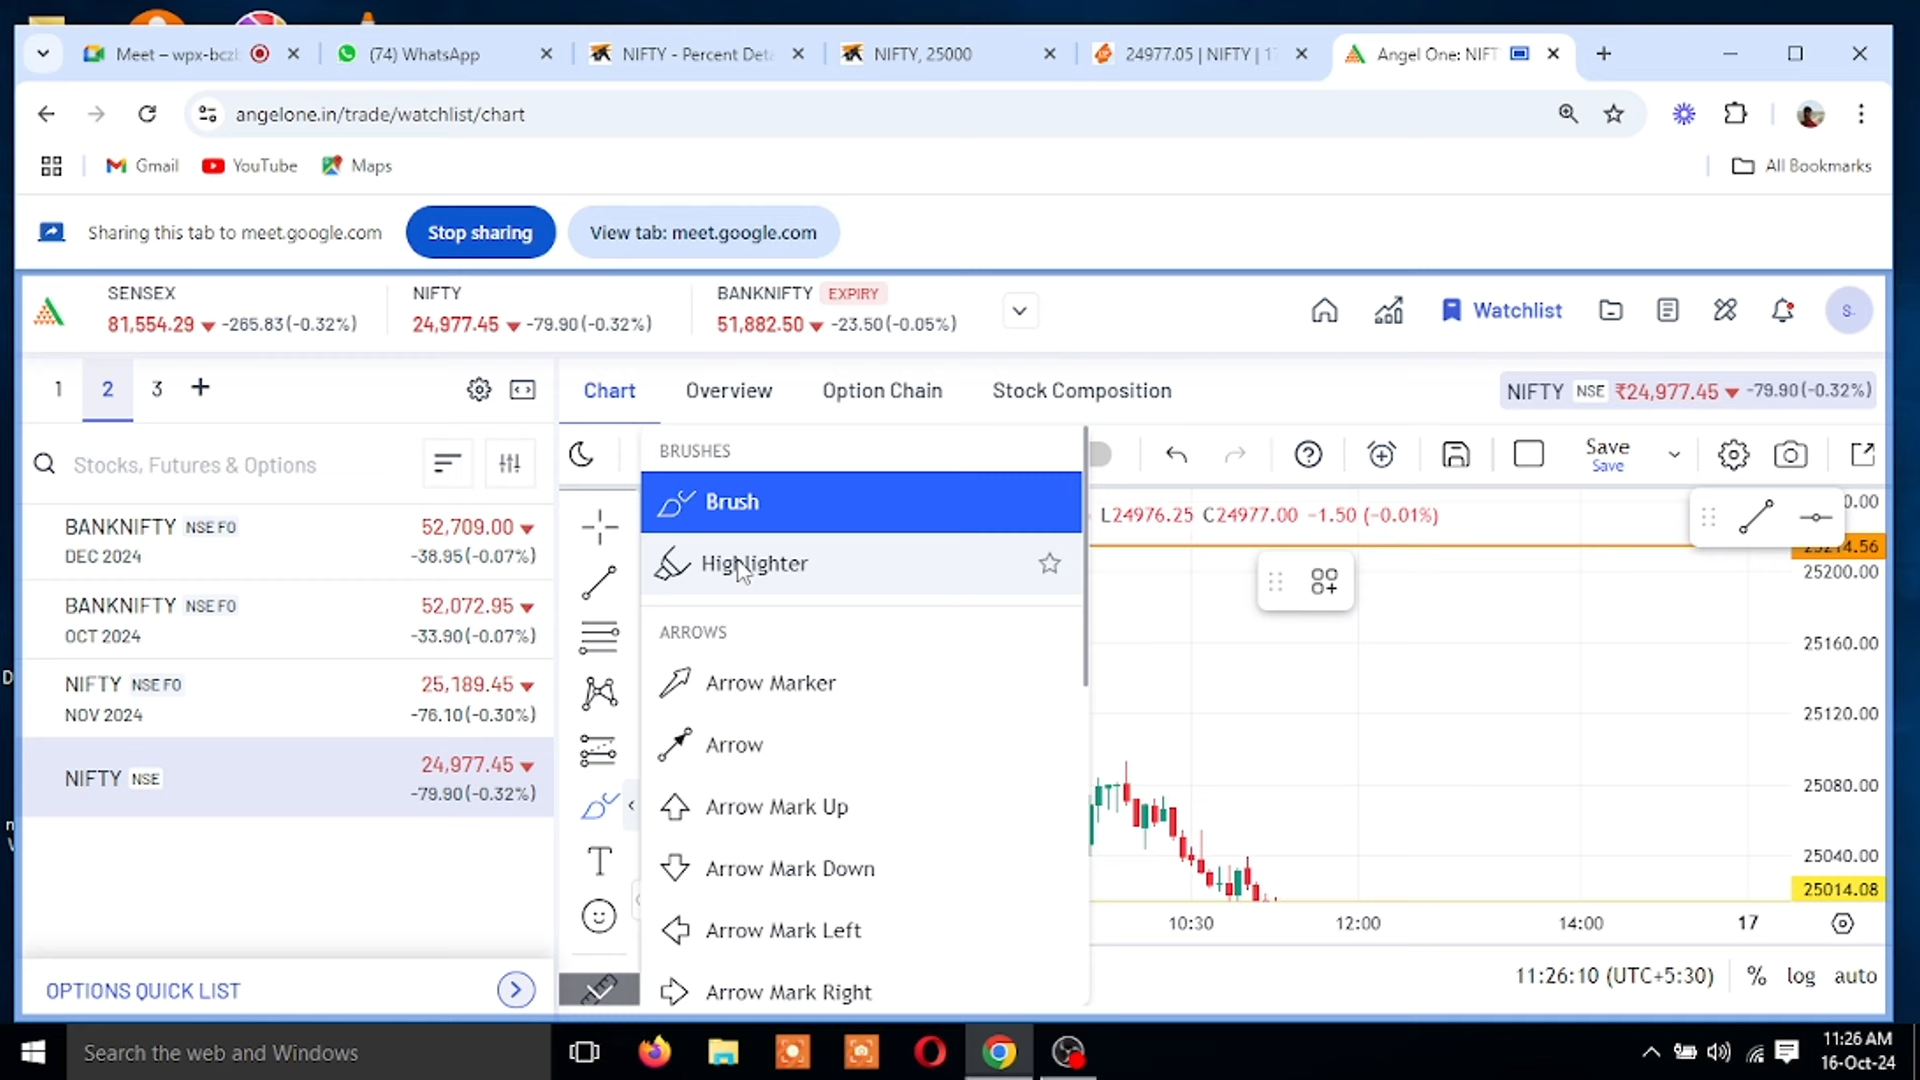 Meet – wpx-bcz
(74) WhatsApp
NIFTY - Percent Deta
NIFTY, 25000
24977.05 | NIFTY | 1
Angel One: NIFT
angelone.in/trade/watchlist/chart
Gmail
YouTube
Maps
All Bookmarks
Sharing this tab to meet.google.com
Stop sharing
View tab: meet.google.com
SENSEX
81,554.29 -265.83(-0.32%)
NIFTY
24,977.45 -79.90(-0.32%)
BANKNIFTY EXPIRY
51,882.50 -23.50(-0.05%)
Watchlist
S.
1 2 3
Chart
Overview
Option Chain
Stock Composition
NIFTY NSE ₹24,977.45 -79.90(-0.32%)
Stocks, Futures & Options
Save
Save
BANKNIFTY NSE FO 52,709.00
DEC 2024 -38.95(-0.07%)
BANKNIFTY NSE FO 52,072.95
OCT 2024 -33.90(-0.07%)
NIFTY NSE FO 25,189.45
NOV 2024 -76.10(-0.30%)
NIFTY NSE 24,977.45
-79.90(-0.32%)
OPTIONS QUICK LIST
BRUSHES
Brush
Highlighter
ARROWS
Arrow Marker
Arrow
Arrow Mark Up
Arrow Mark Down
Arrow Mark Left
Arrow Mark Right
L24976.25 C24977.00 −1.50 (−0.01%)
25200.00
25160.00
25120.00
25080.00
25040.00
25014.08
10:30 12:00 14:00 17
11:26:10 (UTC+5:30) % log auto
Search the web and Windows
11:26 AM
16-Oct-24